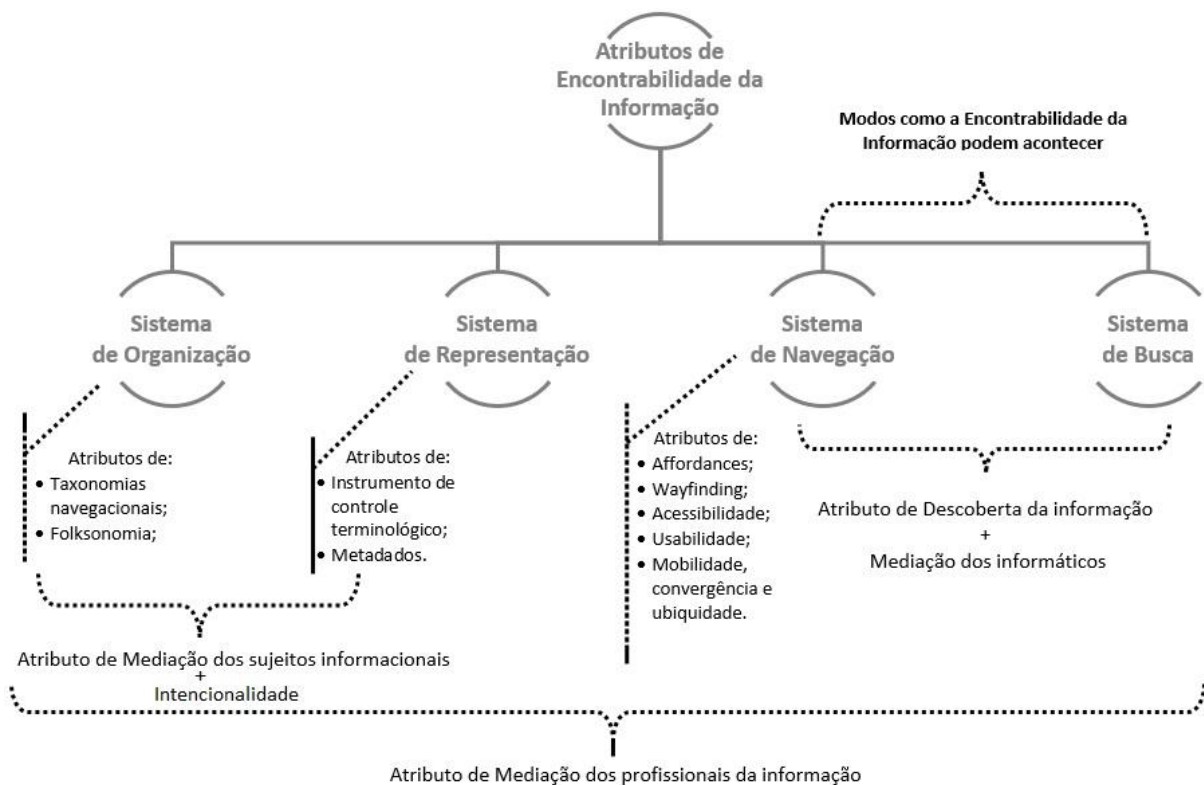 Atributos de
Encontrabilidade da
Informação
Modos como a Encontrabilidade da
Informação podem acontecer
Sistema
de Organização
Sistema
de Representação
Sistema
de Navegação
Sistema
de Busca
Atributos de:
• Taxonomias
navegacionais;
• Folksonomia;
Atributos de:
• Instrumento de
controle
terminológico;
• Metadados.
Atributos de:
• Affordances;
• Wayfinding;
• Acessibilidade;
• Usabilidade;
• Mobilidade,
convergência e
ubiquidade.
Atributo de Descoberta da informação
+
Mediação dos informáticos
Atributo de Mediação dos sujeitos informacionais
+
Intencionalidade
Atributo de Mediação dos profissionais da informação